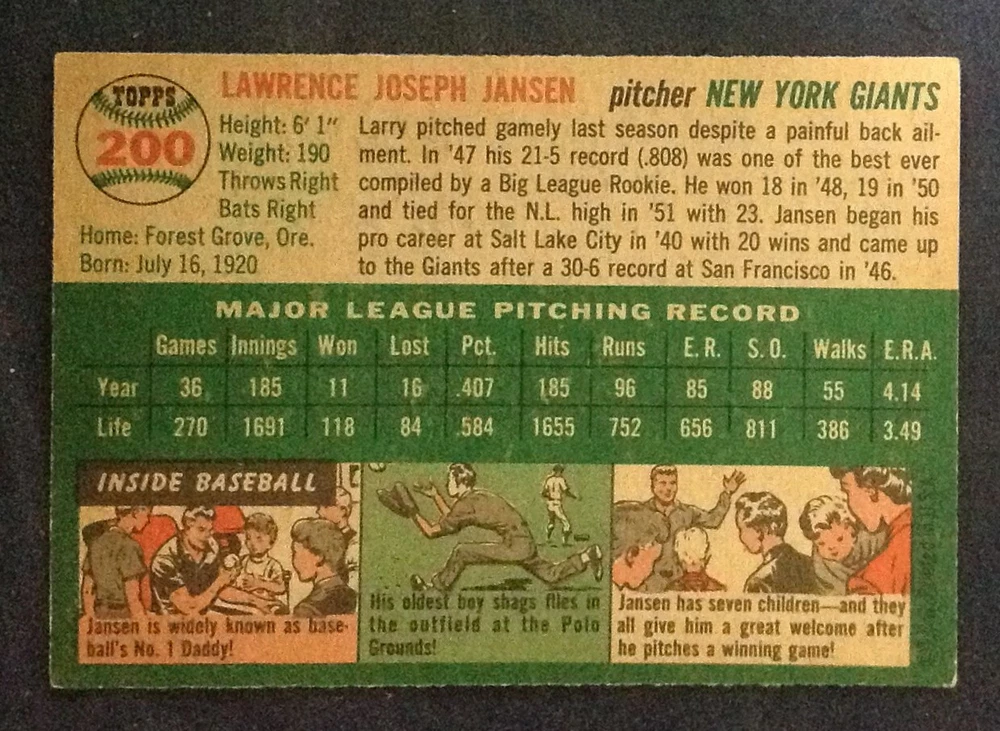 TOPPS
200
LAWRENCE JOSEPH JANSEN pitcher NEW YORK GIANTS
Height: 6' 1"
Weight: 190
Throws Right
Bats Right
Home: Forest Grove, Ore.
Born: July 16, 1920
Larry pitched gamely last season despite a painful back ail-
ment. In '47 his 21-5 record (.808) was one of the best ever
compiled by a Big League Rookie. He won 18 in '48, 19 in '50
and tied for the N.L. high in '51 with 23. Jansen began his
pro career at Salt Lake City in '40 with 20 wins and came up
to the Giants after a 30-6 record at San Francisco in '46.
MAJOR LEAGUE PITCHING RECORD
Games Innings Won Lost Pct. Hits Runs E.R. S.O. Walks E.R.A.
Year 36 185 11 16 .407 185 96 85 88 55 4.14
Life 270 1691 118 84 .584 1655 752 656 811 386 3.49
INSIDE BASEBALL
Jansen is widely known as base-
ball's No. 1 Daddy!
His oldest boy shags flies in
the outfield at the Polo
Grounds!
Jansen has seven children—and they
all give him a great welcome after
he pitches a winning game!